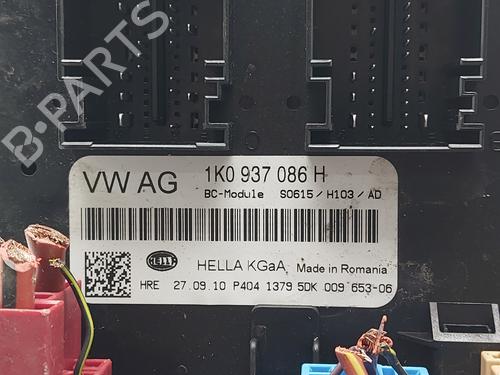 B-PARTS
VW AG
1K0 937 086 H
BC-Module S0615/H103/AD
HELLA
HELLA KGaA Made in Romania
HRE 27.09.10 P404 1379 5DK 009 653-06